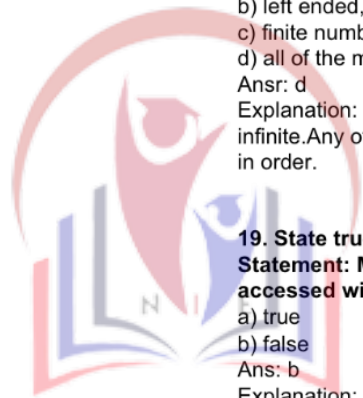 b) left ended,
c) finite numb
d) all of the m
Ansr: d
Explanation:
infinite.Any o
in order.
19. State tru
Statement: M
accessed wi
a) true
b) false
Ans: b
Explanation:
N I